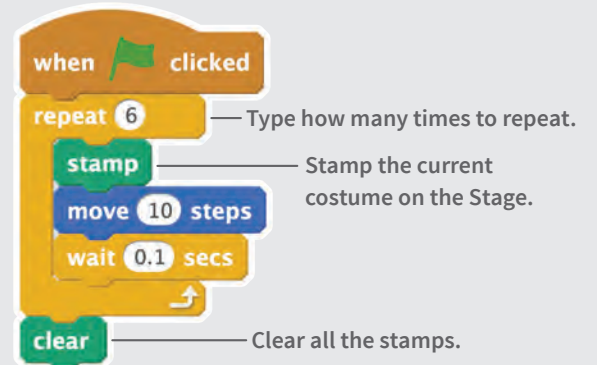 when clicked
repeat 6
Type how many times to repeat.
stamp
Stamp the current
costume on the Stage.
move 10 steps
wait 0.1 secs
clear
Clear all the stamps.